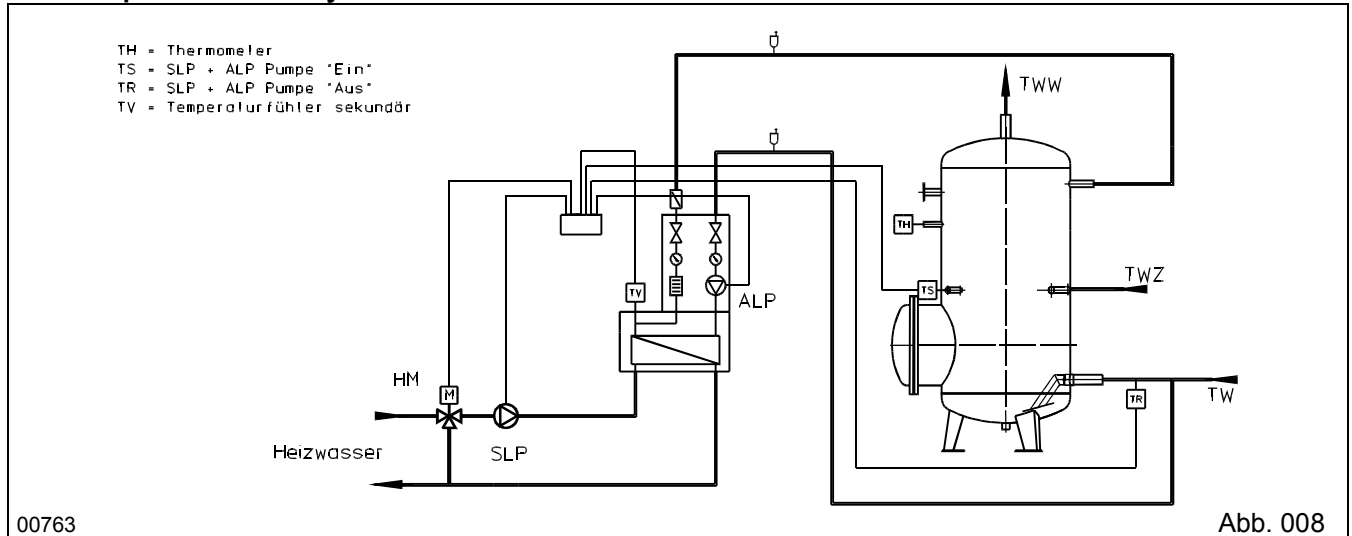 TH = Thermometer
TS = SLP + ALP Pumpe "Ein"
TR = SLP + ALP Pumpe "Aus"
TV = Temperaturfühler sekundär
TWW
TH
TWZ
TS
TV
ALP
HM
M
TW
TR
Heizwasser
SLP
00763
Abb. 008